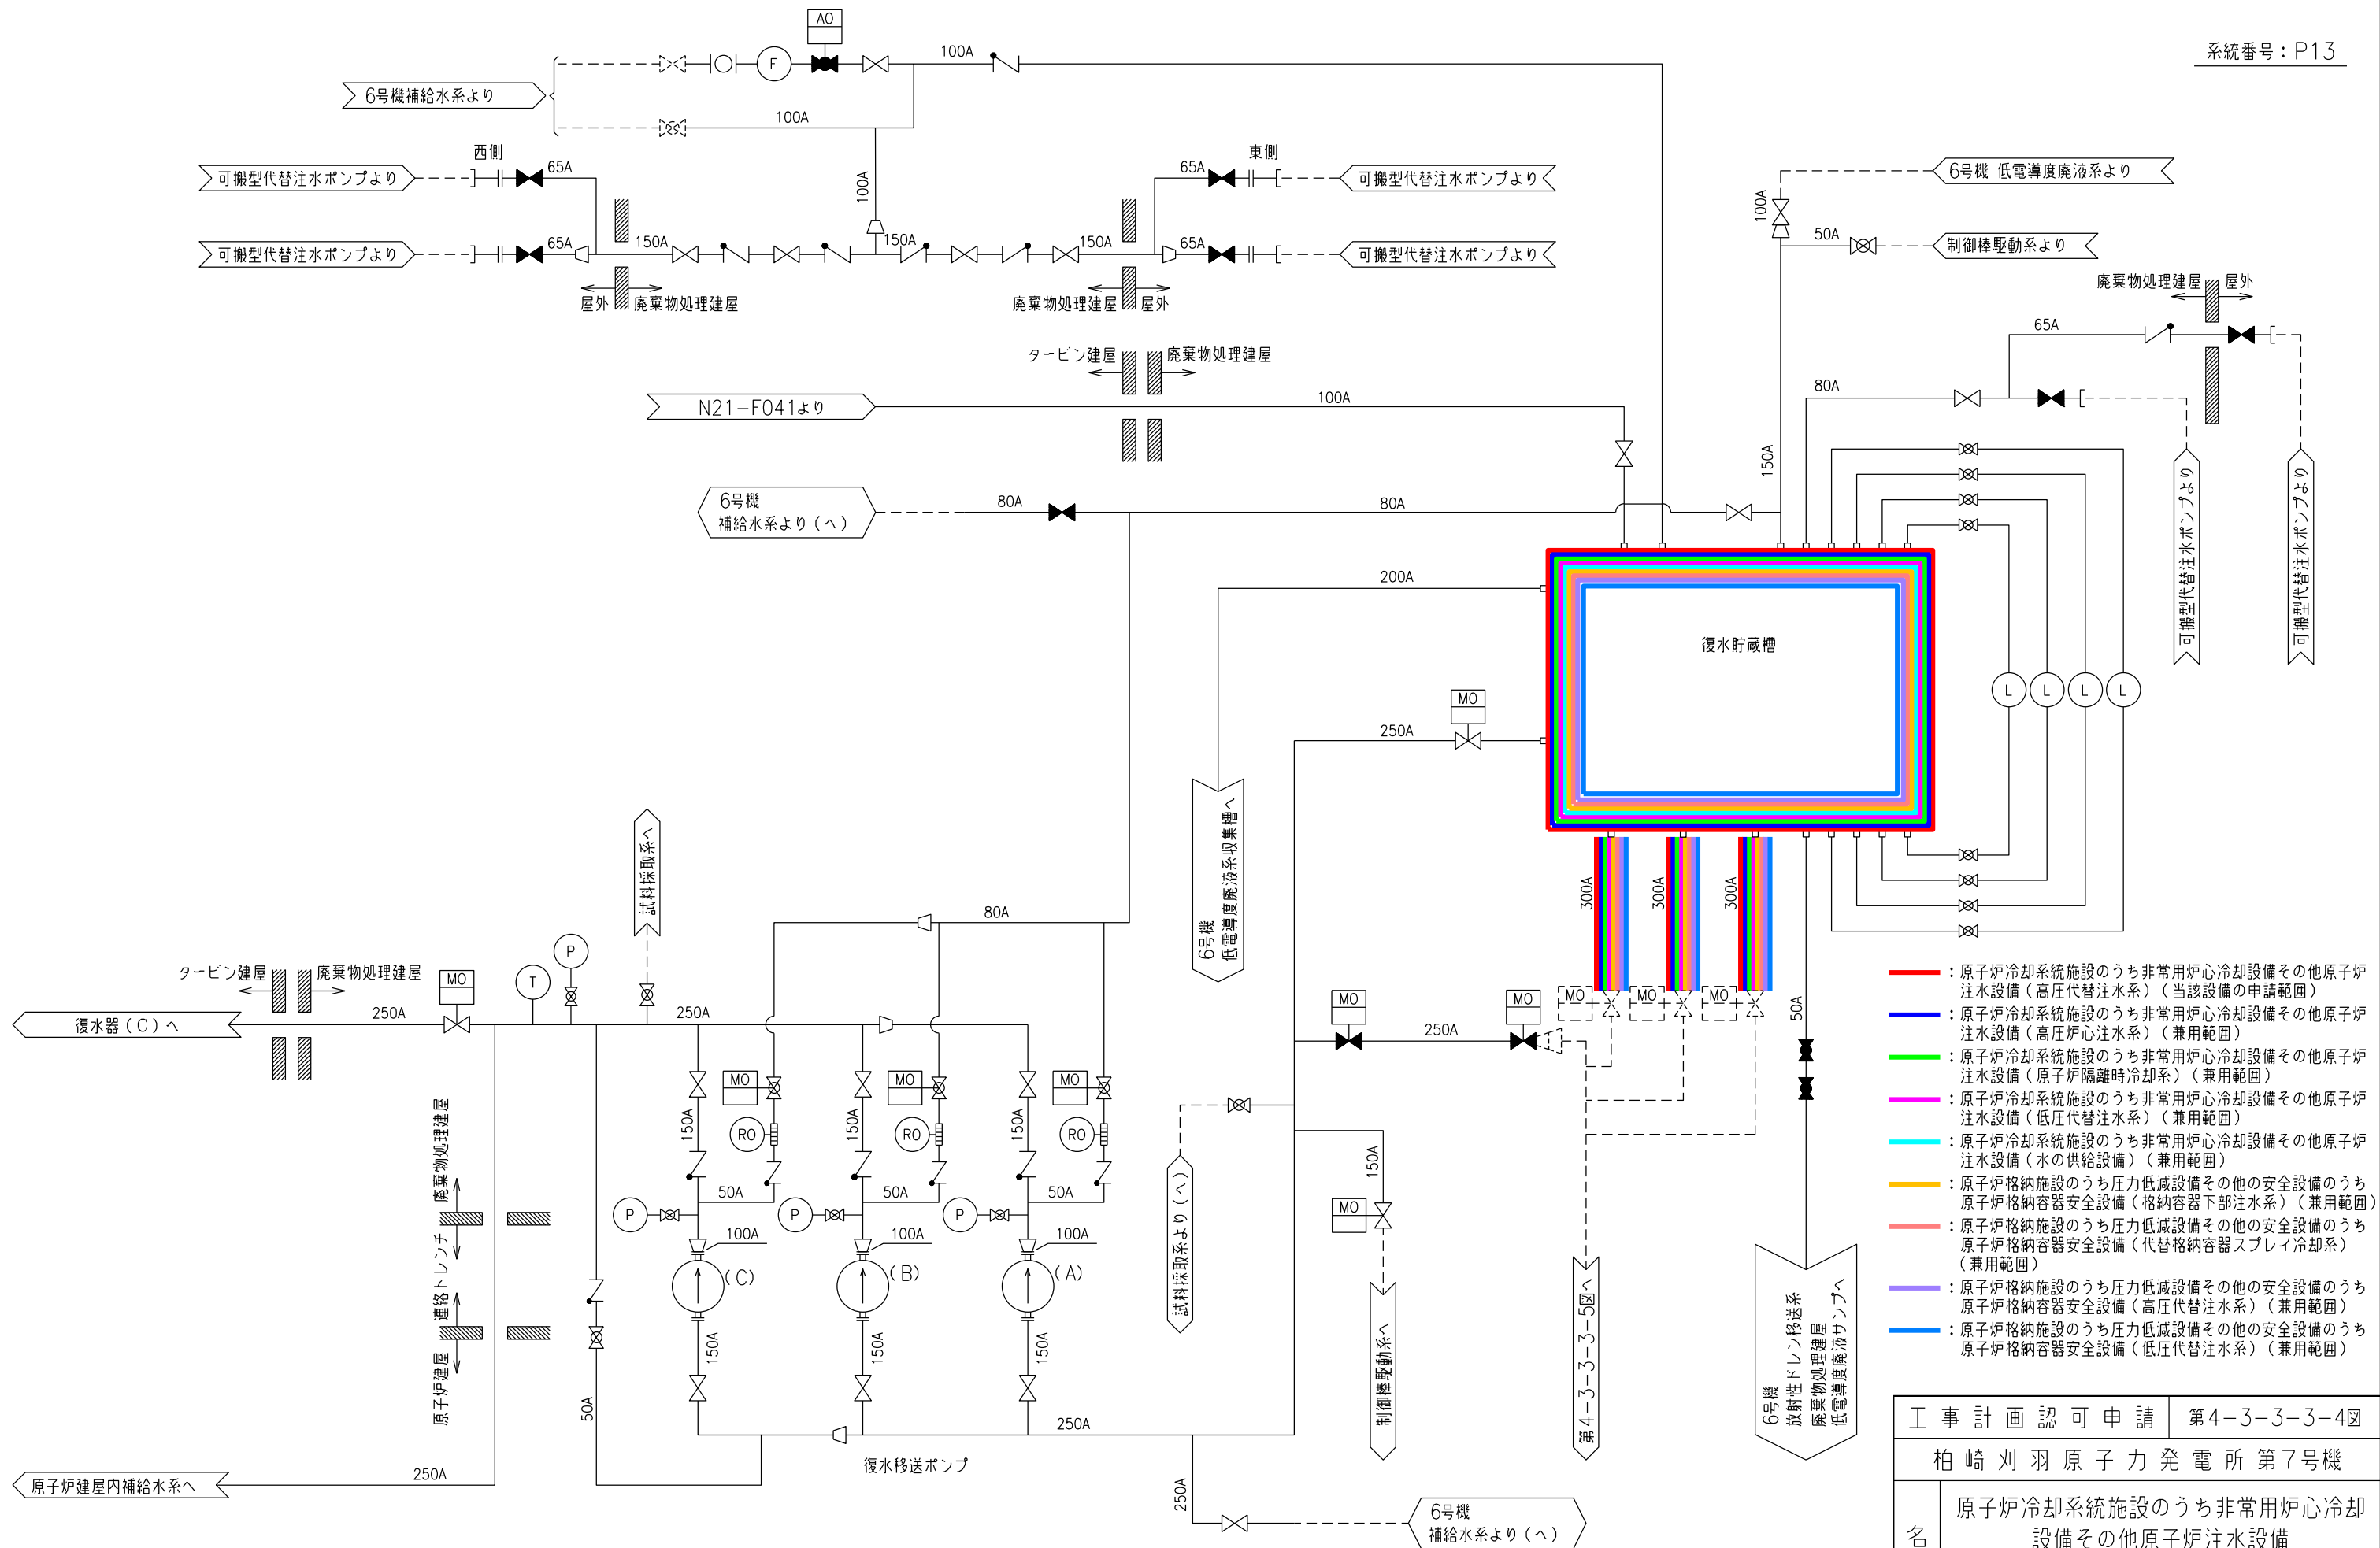 系統番号：P13
AO
F
100A
6号機補給水系より
100A
西側
東側
可搬型代替注水ポンプより
65A
100A
65A
可搬型代替注水ポンプより
可搬型代替注水ポンプより
65A
150A
150A
150A
65A
可搬型代替注水ポンプより
屋外
廃棄物処理建屋
廃棄物処理建屋
屋外
6号機 低電導度廃液系より
100A
50A
制御棒駆動系より
廃棄物処理建屋
屋外
65A
80A
150A
可搬型代替注水ポンプより
可搬型代替注水ポンプより
タービン建屋
廃棄物処理建屋
N21−F041より
100A
6号機
補給水系より（へ）
80A
80A
200A
復水貯蔵槽
L
L
L
L
MO
250A
6号機
低電導度廃液系収集槽へ
300A
300A
300A
MO
MO
MO
MO
MO
250A
50A
試料採取系へ
80A
タービン建屋
廃棄物処理建屋
MO
T
P
復水器（C）へ
250A
250A
MO
MO
MO
150A
150A
150A
RO
RO
RO
50A
50A
50A
P
P
P
100A
100A
100A
（C）
（B）
（A）
150A
150A
150A
廃棄物処理建屋
連絡トレンチ
原子炉建屋
50A
250A
復水移送ポンプ
原子炉建屋内補給水系へ
250A
250A
6号機
補給水系より（へ）
試料採取系より（へ）
150A
MO
制御棒駆動系へ
第4−3−3−3−5図へ
6号機
放射性ドレン移送系
廃棄物処理建屋
低電導度廃液サンプへ
：原子炉冷却系統施設のうち非常用炉心冷却設備その他原子炉
注水設備（高圧代替注水系）（当該設備の申請範囲）
：原子炉冷却系統施設のうち非常用炉心冷却設備その他原子炉
注水設備（高圧炉心注水系）（兼用範囲）
：原子炉冷却系統施設のうち非常用炉心冷却設備その他原子炉
注水設備（原子炉隔離時冷却系）（兼用範囲）
：原子炉冷却系統施設のうち非常用炉心冷却設備その他原子炉
注水設備（低圧代替注水系）（兼用範囲）
：原子炉冷却系統施設のうち非常用炉心冷却設備その他原子炉
注水設備（水の供給設備）（兼用範囲）
：原子炉格納施設のうち圧力低減設備その他の安全設備のうち
原子炉格納容器安全設備（格納容器下部注水系）（兼用範囲）
：原子炉格納施設のうち圧力低減設備その他の安全設備のうち
原子炉格納容器安全設備（代替格納容器スプレイ冷却系）
（兼用範囲）
：原子炉格納施設のうち圧力低減設備その他の安全設備のうち
原子炉格納容器安全設備（高圧代替注水系）（兼用範囲）
：原子炉格納施設のうち圧力低減設備その他の安全設備のうち
原子炉格納容器安全設備（低圧代替注水系）（兼用範囲）
工事計画認可申請
第4−3−3−3−4図
柏崎刈羽原子力発電所第7号機
名
原子炉冷却系統施設のうち非常用炉心冷却
設備その他原子炉注水設備